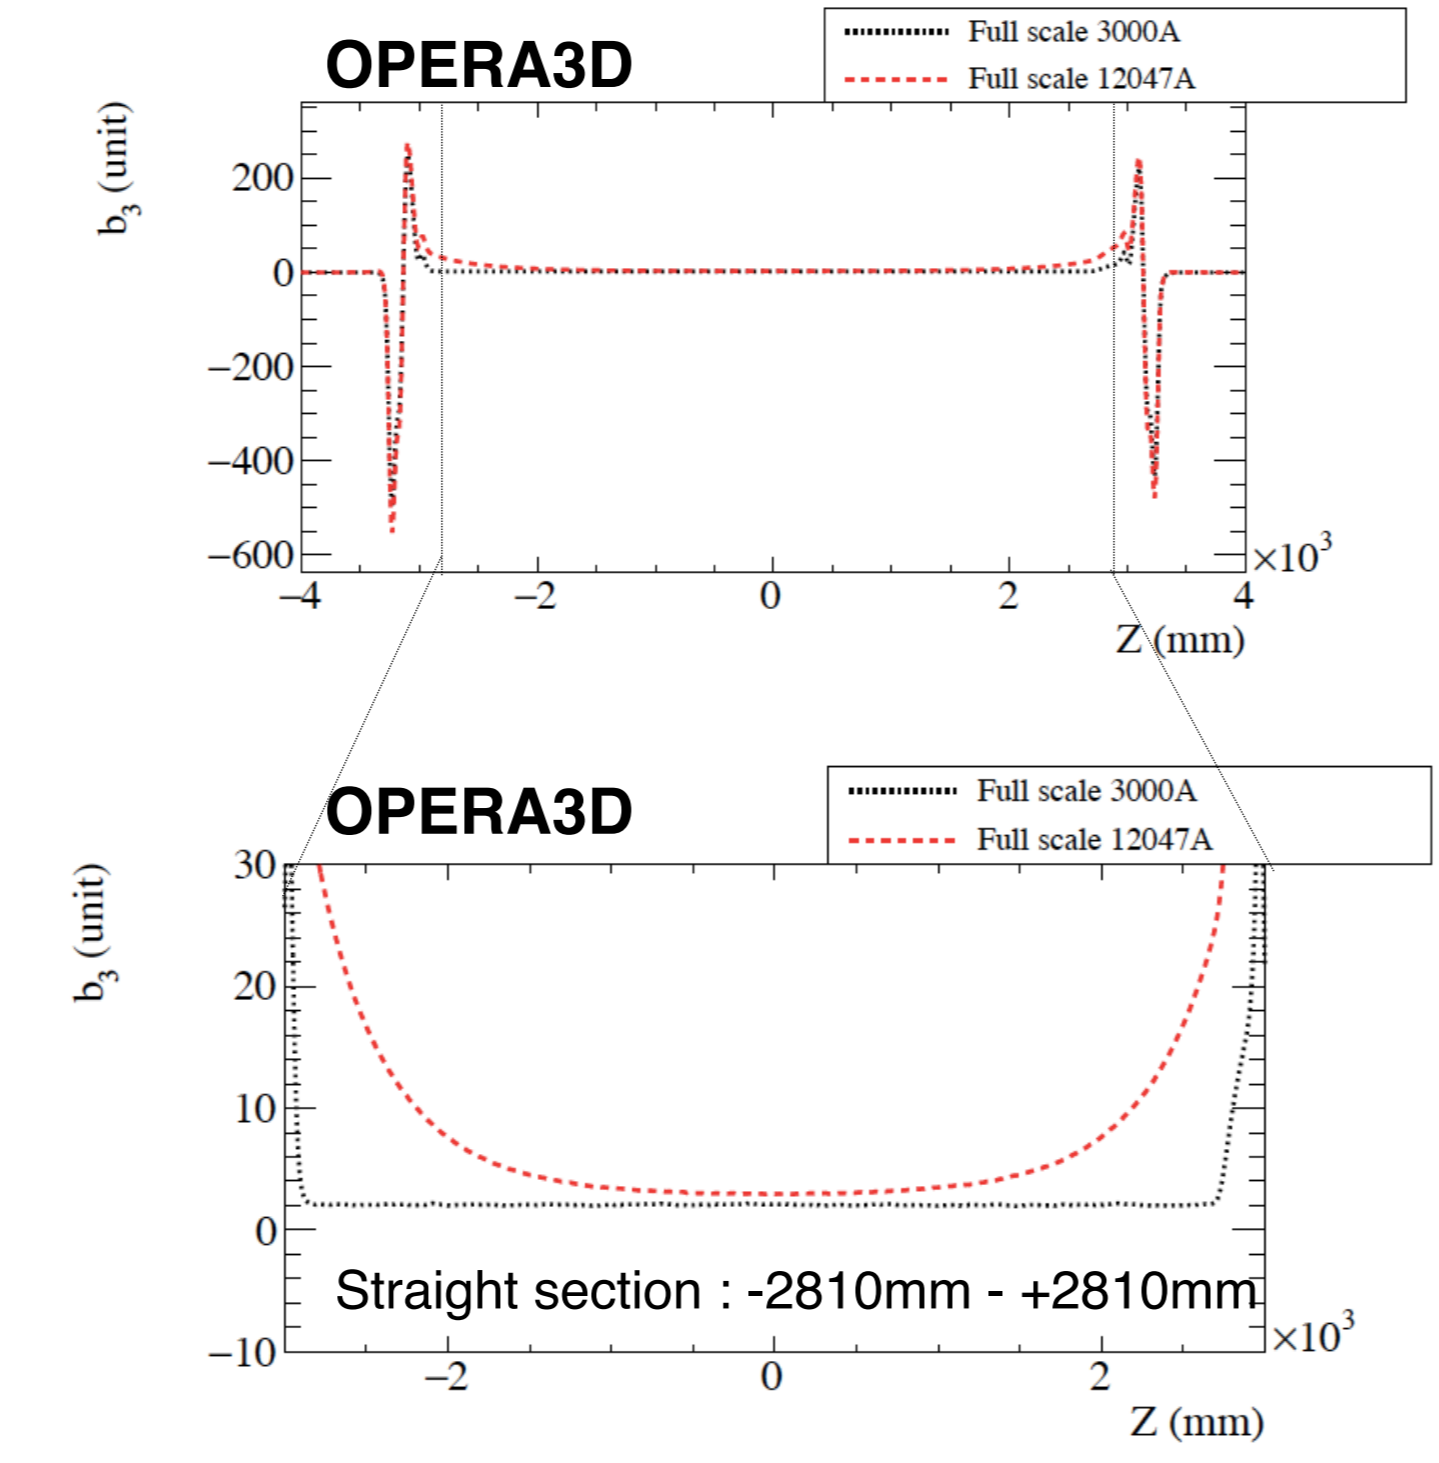 OPERA3D
Full scale 3000A
Full scale 12047A
b3 (unit)
200
0
−200
−400
−600
−4
−2
0
2
4
×10³
Z (mm)
OPERA3D
Full scale 3000A
Full scale 12047A
b3 (unit)
30
20
10
0
−10
Straight section : -2810mm - +2810mm
−2
0
2
×10³
Z (mm)